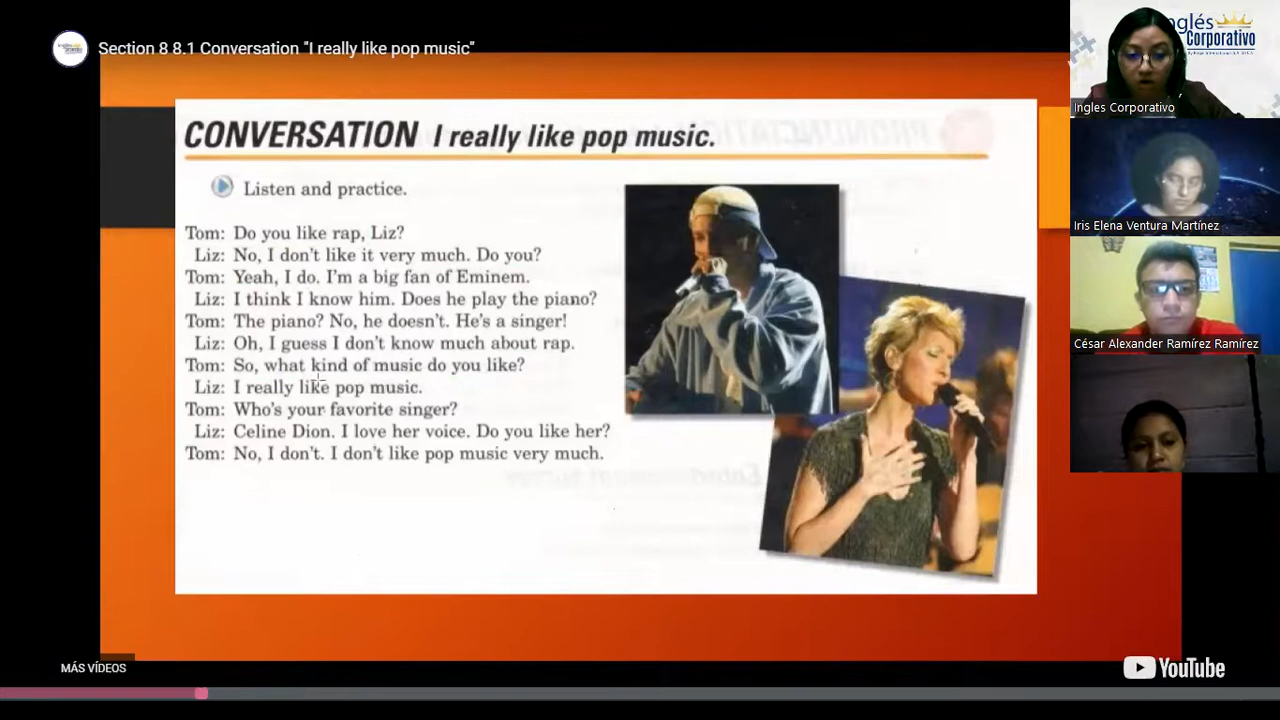 Section 8 8.1 Conversation "I really like pop music"
CONVERSATION I really like pop music.
Listen and practice.
Tom: Do you like rap, Liz?
Liz: No, I don't like it very much. Do you?
Tom: Yeah, I do. I'm a big fan of Eminem.
Liz: I think I know him. Does he play the piano?
Tom: The piano? No, he doesn't. He's a singer!
Liz: Oh, I guess I don't know much about rap.
Tom: So, what kind of music do you like?
Liz: I really like pop music.
Tom: Who's your favorite singer?
Liz: Celine Dion. I love her voice. Do you like her?
Tom: No, I don't. I don't like pop music very much.
MÁS VÍDEOS
YouTube
Inglés
Corporativo
Ingles Corporativo
Iris Elena Ventura Martínez
César Alexander Ramírez Ramírez